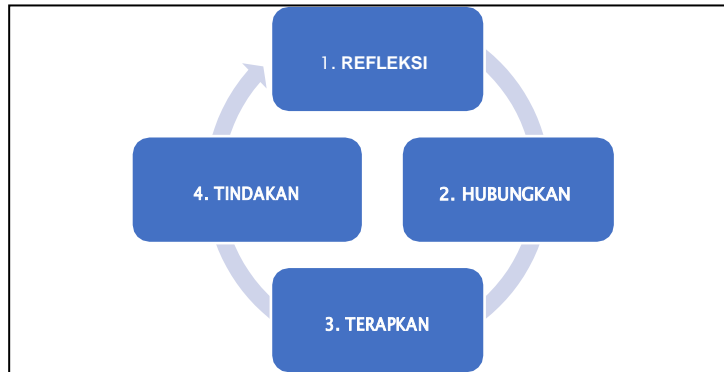 1. REFLEKSI
2. HUBUNGKAN
3. TERAPKAN
4. TINDAKAN